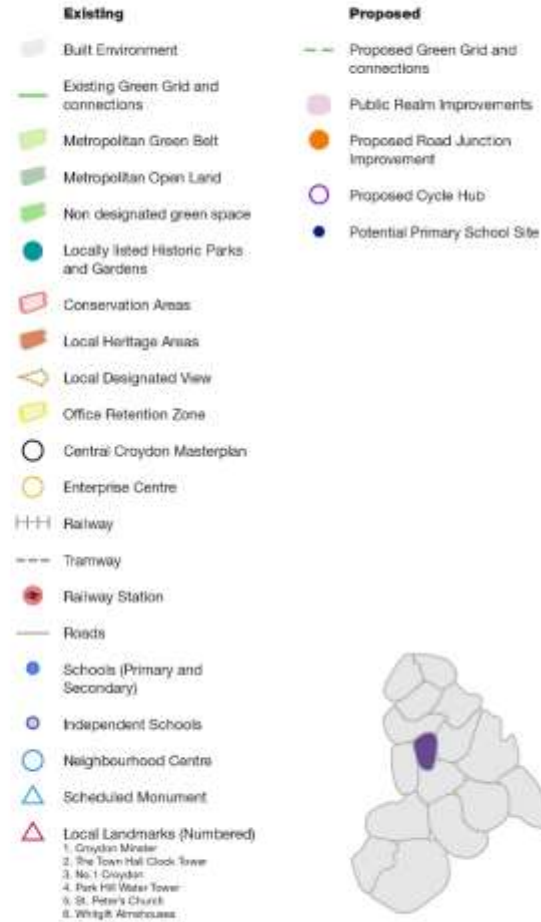 Existing
Built Environment
Existing Green Grid and
connections
Metropolitan Green Belt
Metropolitan Open Land
Non designated green space
Locally listed Historic Parks
and Gardens
Conservation Areas
Local Heritage Areas
Local Designated View
Office Retention Zone
Central Croydon Masterplan
Enterprise Centre
Railway
Tramway
Railway Station
Roads
Schools (Primary and
Secondary)
Independent Schools
Neighbourhood Centre
Scheduled Monument
Local Landmarks (Numbered)
1. Croydon Minster
2. The Town Hall Clock Tower
3. No.1 Croydon
4. Park Hill Water Tower
5. St. Peter's Church
6. Whitgift Almshouses
Proposed
Proposed Green Grid and
connections
Public Realm Improvements
Proposed Road Junction
Improvement
Proposed Cycle Hub
Potential Primary School Site